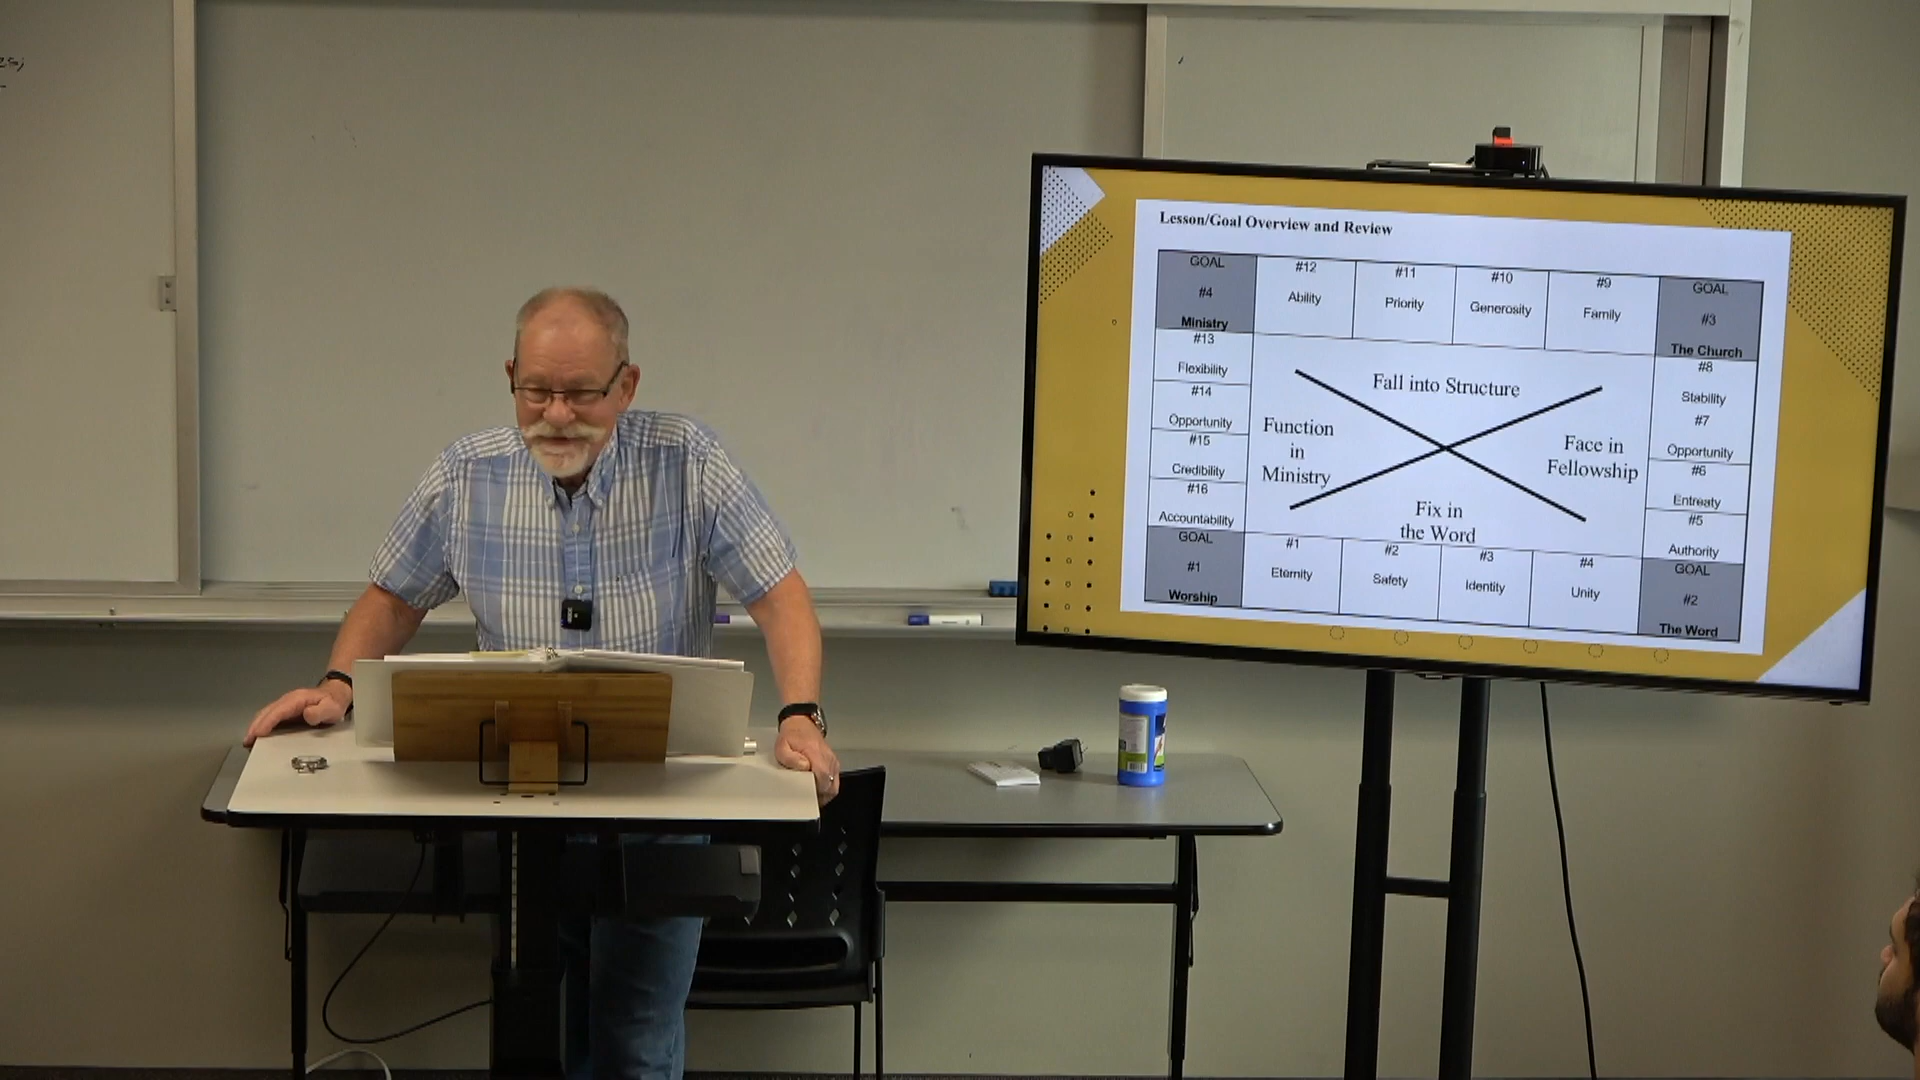 Lesson/Goal Overview and Review
GOAL
#4
Ministry
#12
Ability
#11
Priority
#10
Generosity
#9
Family
GOAL
#3
The Church
#13
Flexibility
#14
Opportunity
#15
Credibility
#16
Accountability
Fall into Structure
Function
in
Ministry
Face in
Fellowship
Fix in
the Word
#8
Stability
#7
Opportunity
#6
Entreaty
#5
Authority
GOAL
#1
Worship
#1
Eternity
#2
Safety
#3
Identity
#4
Unity
GOAL
#2
The Word